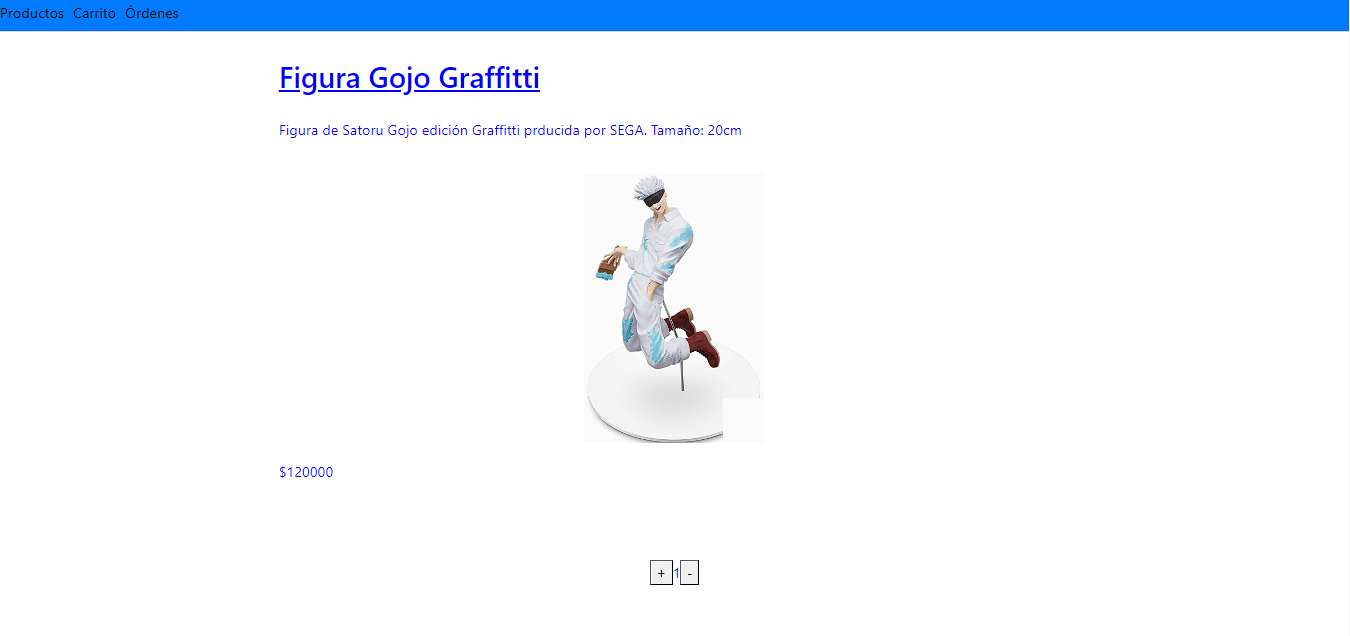 Productos Carrito Órdenes
Figura Gojo Graffitti
Figura de Satoru Gojo edición Graffitti prducida por SEGA. Tamaño: 20cm
$120000
+ 1 -